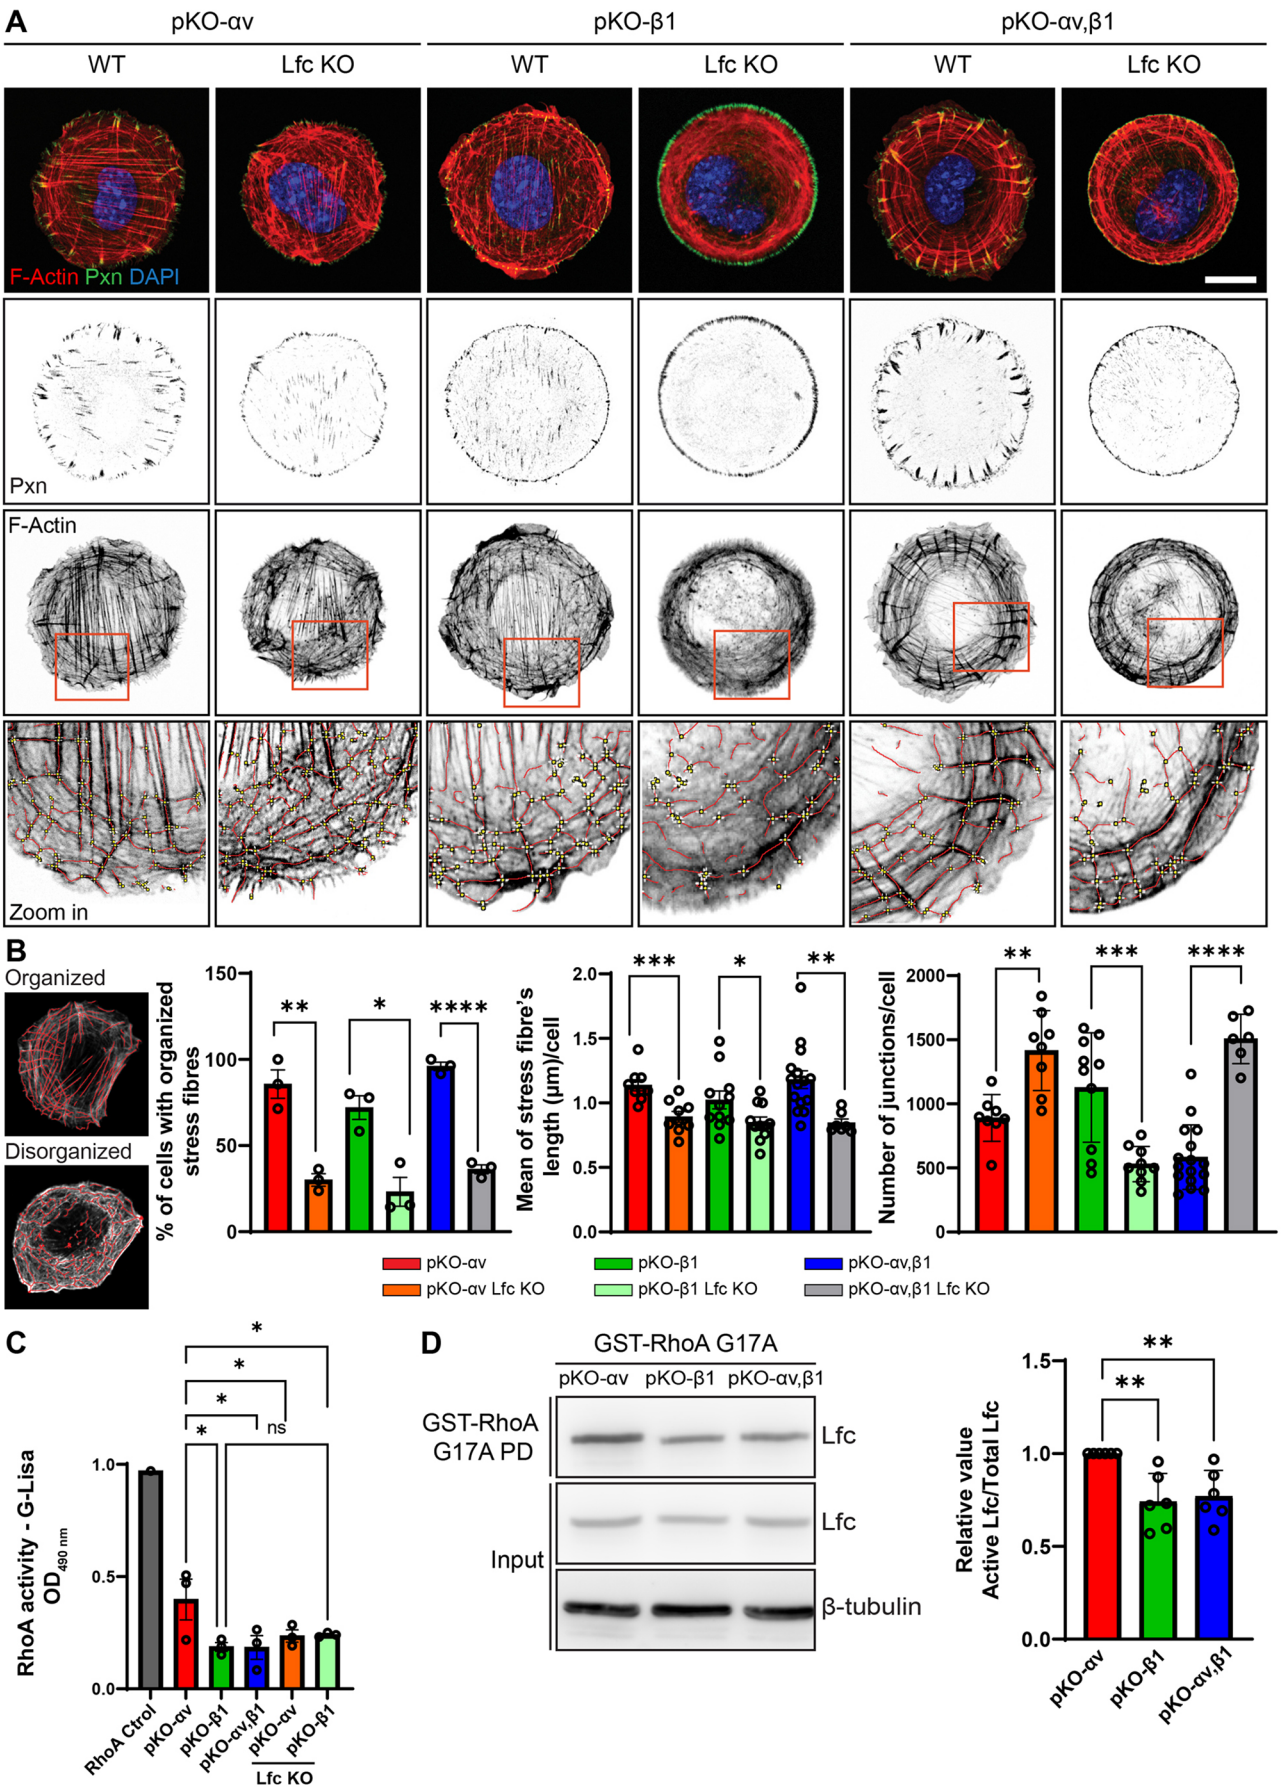 A
pKO-αv pKO-β1 pKO-αv,β1
WT Lfc KO WT Lfc KO WT Lfc KO
F-Actin Pxn DAPI
Pxn
F-Actin
Zoom in
B
Organized
Disorganized
% of cells with organized
stress fibres
150
100
50
0
** * ****
Mean of stress fibre's
length (µm)/cell
2.0
1.5
1.0
0.5
0.0
*** * **
Number of junctions/cell
2000
1500
1000
500
0
** *** ****
pKO-αv pKO-β1 pKO-αv,β1
pKO-αv Lfc KO pKO-β1 Lfc KO pKO-αv,β1 Lfc KO
C
RhoA activity - G-Lisa
OD490 nm
1.0
0.5
0.0
*
*
*
* ns
RhoA Ctrol pKO-αv pKO-β1 pKO-αv,β1 pKO-αv pKO-β1
Lfc KO
D
GST-RhoA G17A
pKO-αv pKO-β1 pKO-αv,β1
GST-RhoA
G17A PD
Lfc
Input
Lfc
β-tubulin
Relative value
Active Lfc/Total Lfc
1.5
1.0
0.5
0.0
**
**
pKO-αv pKO-β1 pKO-αv,β1